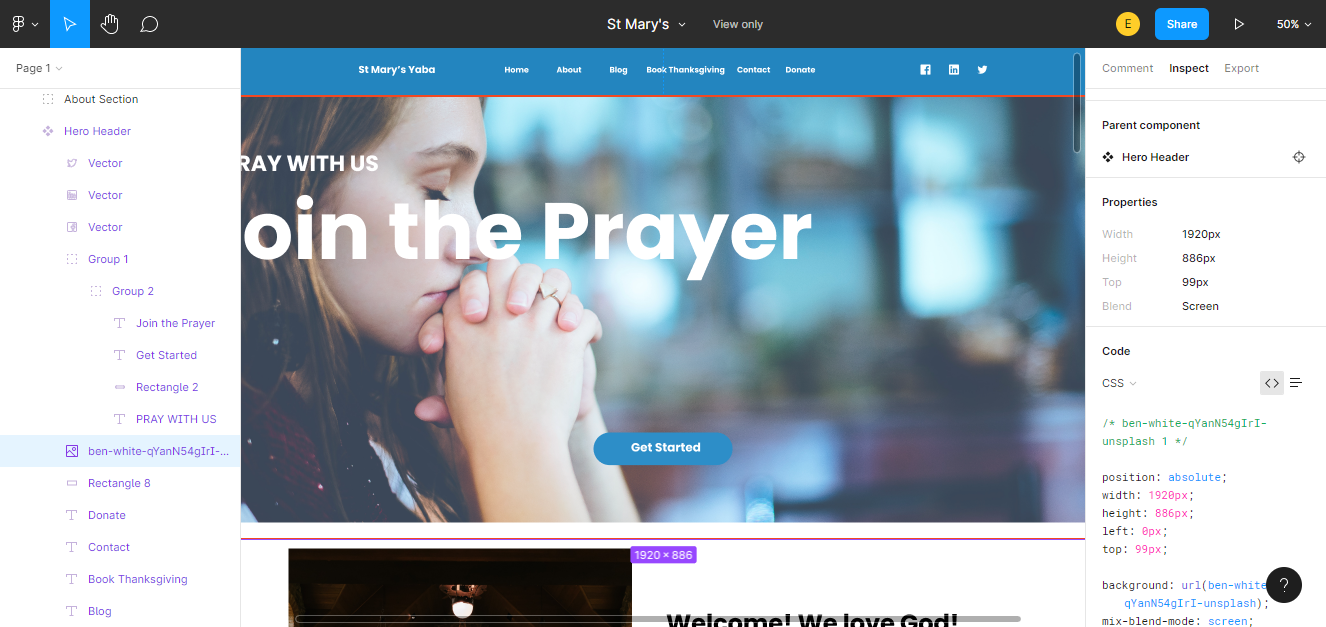 St Mary's
View only
E
Share
50%
Page 1
About Section
Hero Header
Vector
Vector
Vector
Group 1
Group 2
Join the Prayer
Get Started
Rectangle 2
PRAY WITH US
ben-white-qYanN54gIrI-...
Rectangle 8
Donate
Contact
Book Thanksgiving
Blog
St Mary's Yaba
Home About Blog Book Thanksgiving Contact Donate
RAY WITH US
oin the Prayer
Get Started
1920 × 886
Welcome! We love God!
Comment Inspect Export
Parent component
Hero Header
Properties
Width 1920px
Height 886px
Top 99px
Blend Screen
Code
CSS
/* ben-white-qYanN54gIrI-
unsplash 1 */
position: absolute;
width: 1920px;
height: 886px;
left: 0px;
top: 99px;
background: url(ben-white
qYanN54gIrI-unsplash);
mix-blend-mode: screen;
?